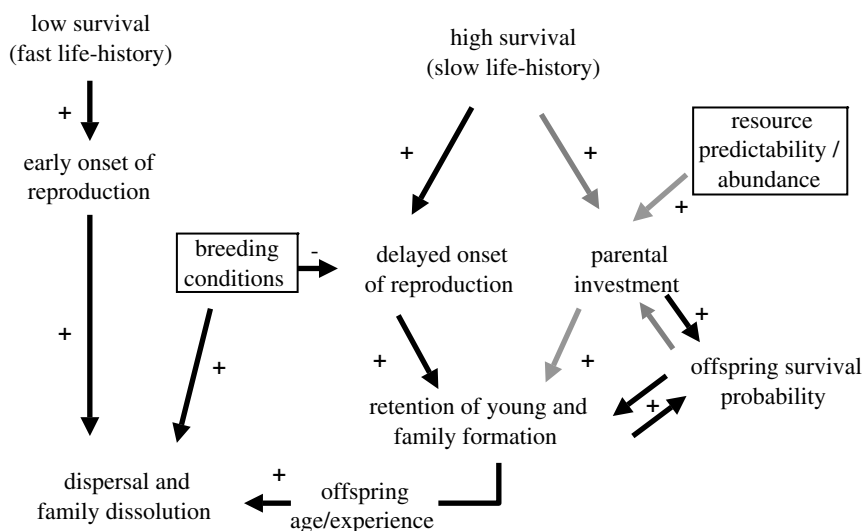 low survival
(fast life-history)
high survival
(slow life-history)
+
+
+
resource
predictability /
abundance
+
early onset of
reproduction
breeding
conditions
-
delayed onset
of reproduction
parental
investment
+
+
+
+
+
offspring survival
probability
+
retention of young and
family formation
dispersal and
family dissolution
+
offspring
age/experience